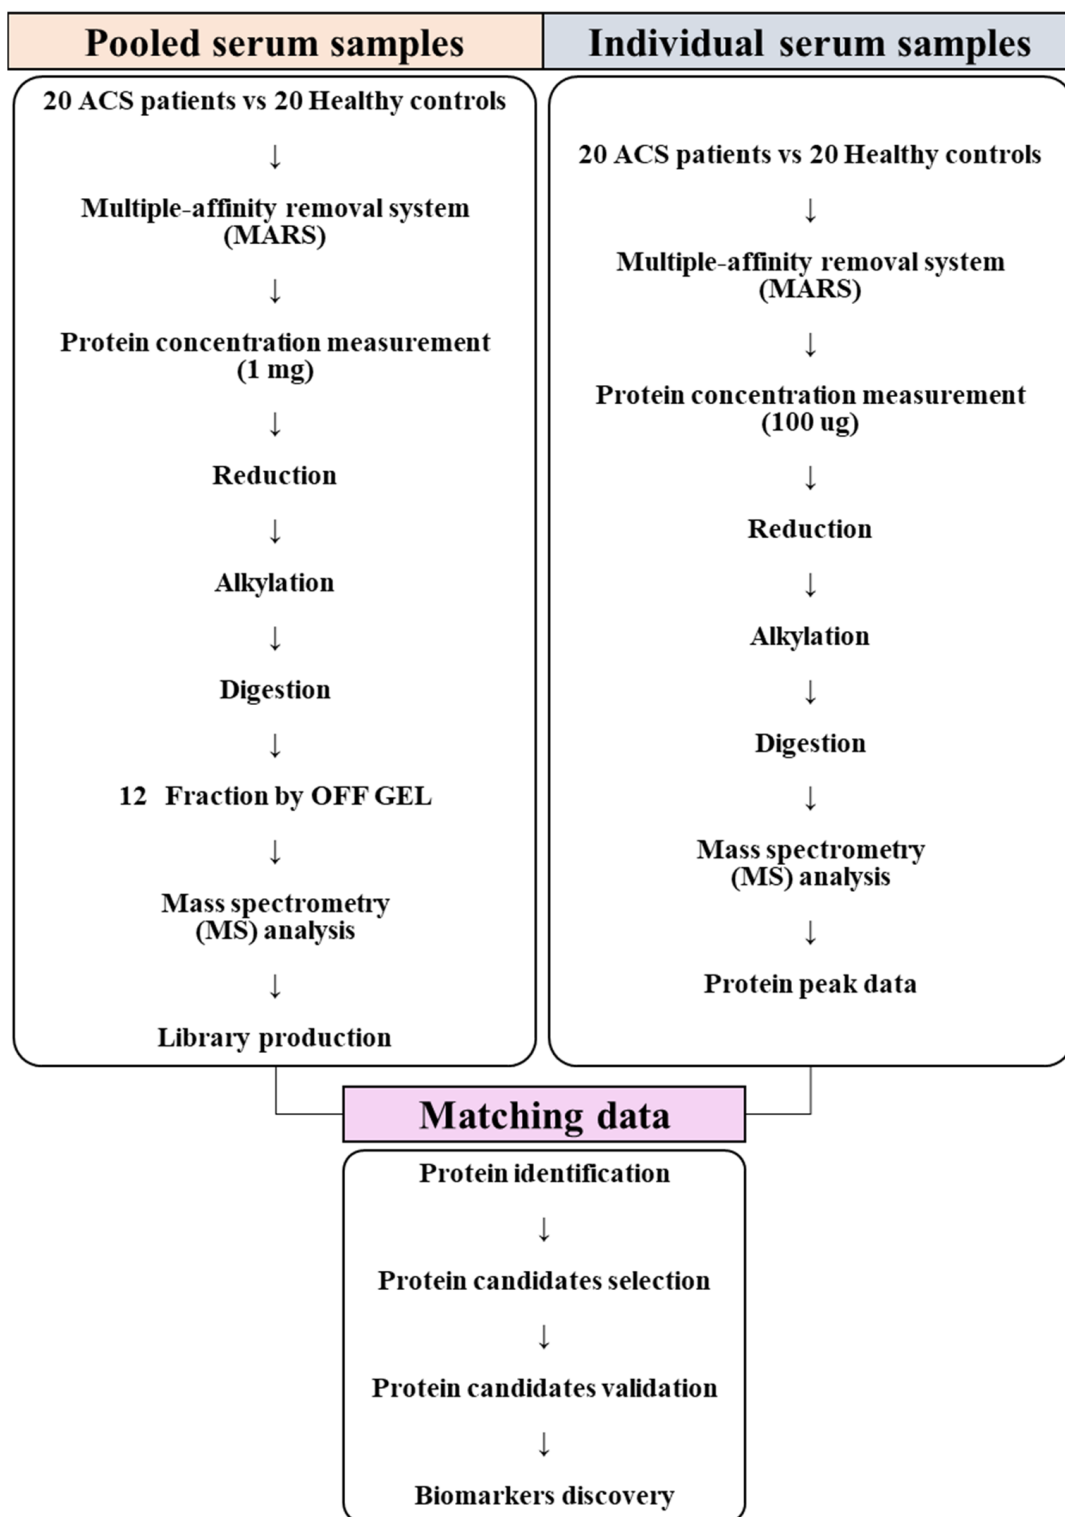 Pooled serum samples
20 ACS patients vs 20 Healthy controls
↓
Multiple-affinity removal system
(MARS)
↓
Protein concentration measurement
(1 mg)
↓
Reduction
↓
Alkylation
↓
Digestion
↓
12 Fraction by OFF GEL
↓
Mass spectrometry
(MS) analysis
↓
Library production
Individual serum samples
20 ACS patients vs 20 Healthy controls
↓
Multiple-affinity removal system
(MARS)
↓
Protein concentration measurement
(100 ug)
↓
Reduction
↓
Alkylation
↓
Digestion
↓
Mass spectrometry
(MS) analysis
↓
Protein peak data
Matching data
Protein identification
↓
Protein candidates selection
↓
Protein candidates validation
↓
Biomarkers discovery